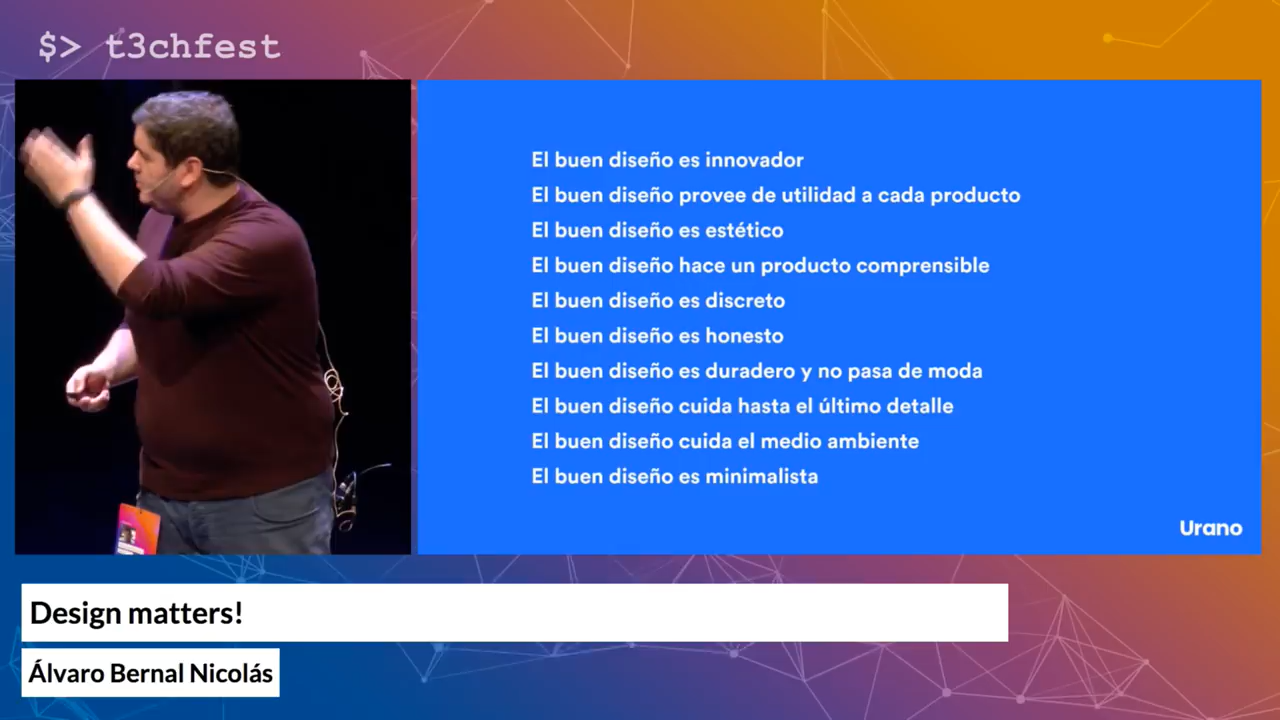 $> t3chfest
El buen diseño es innovador
El buen diseño provee de utilidad a cada producto
El buen diseño es estético
El buen diseño hace un producto comprensible
El buen diseño es discreto
El buen diseño es honesto
El buen diseño es duradero y no pasa de moda
El buen diseño cuida hasta el último detalle
El buen diseño cuida el medio ambiente
El buen diseño es minimalista
Urano
Design matters!
Álvaro Bernal Nicolás